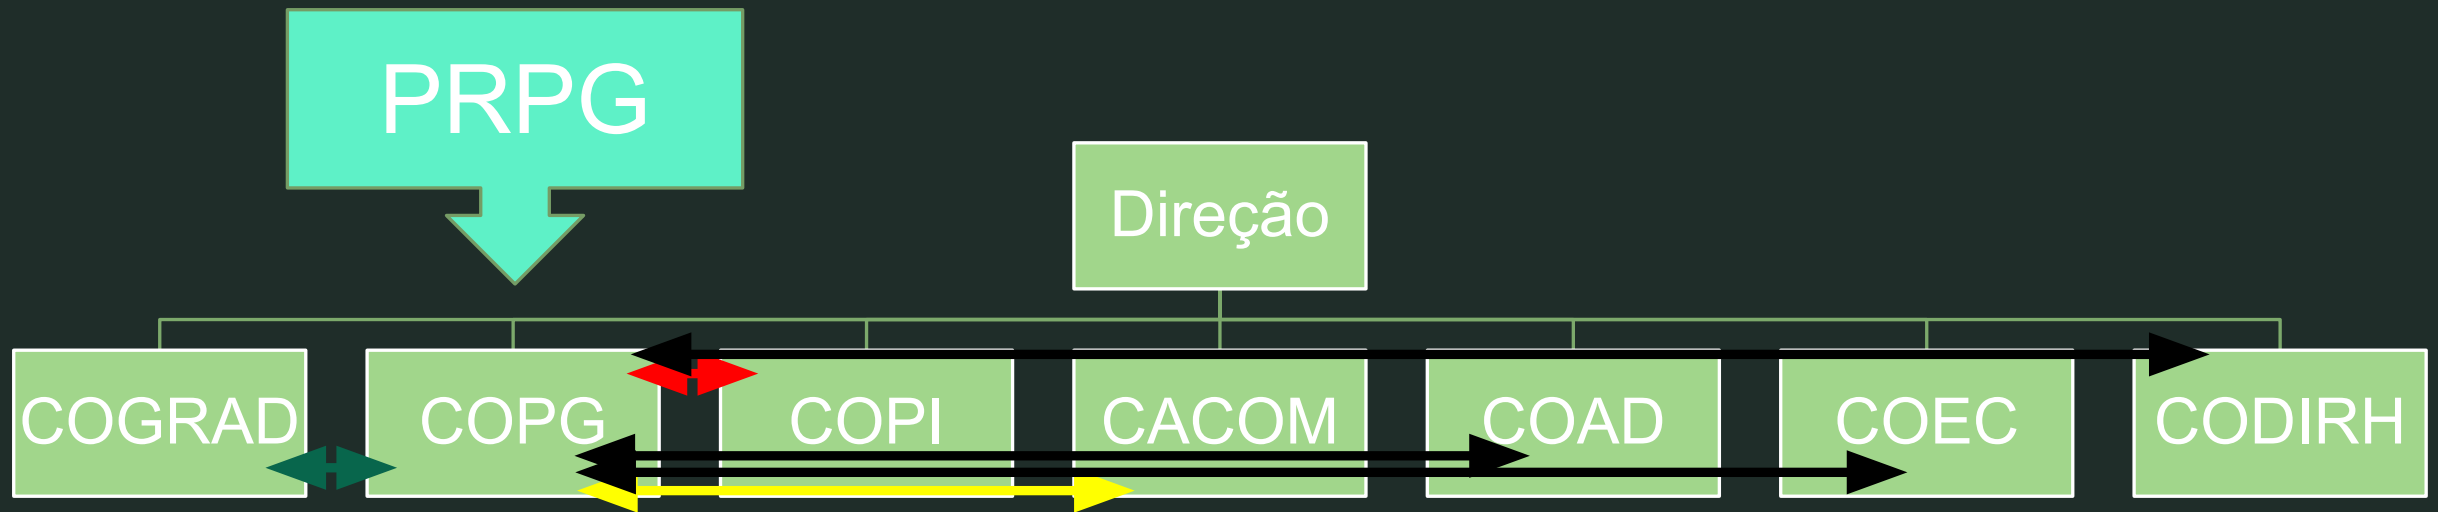 PRPG
Direção
COGRAD
COPG
COPI
CACOM
COAD
COEC
CODIRH